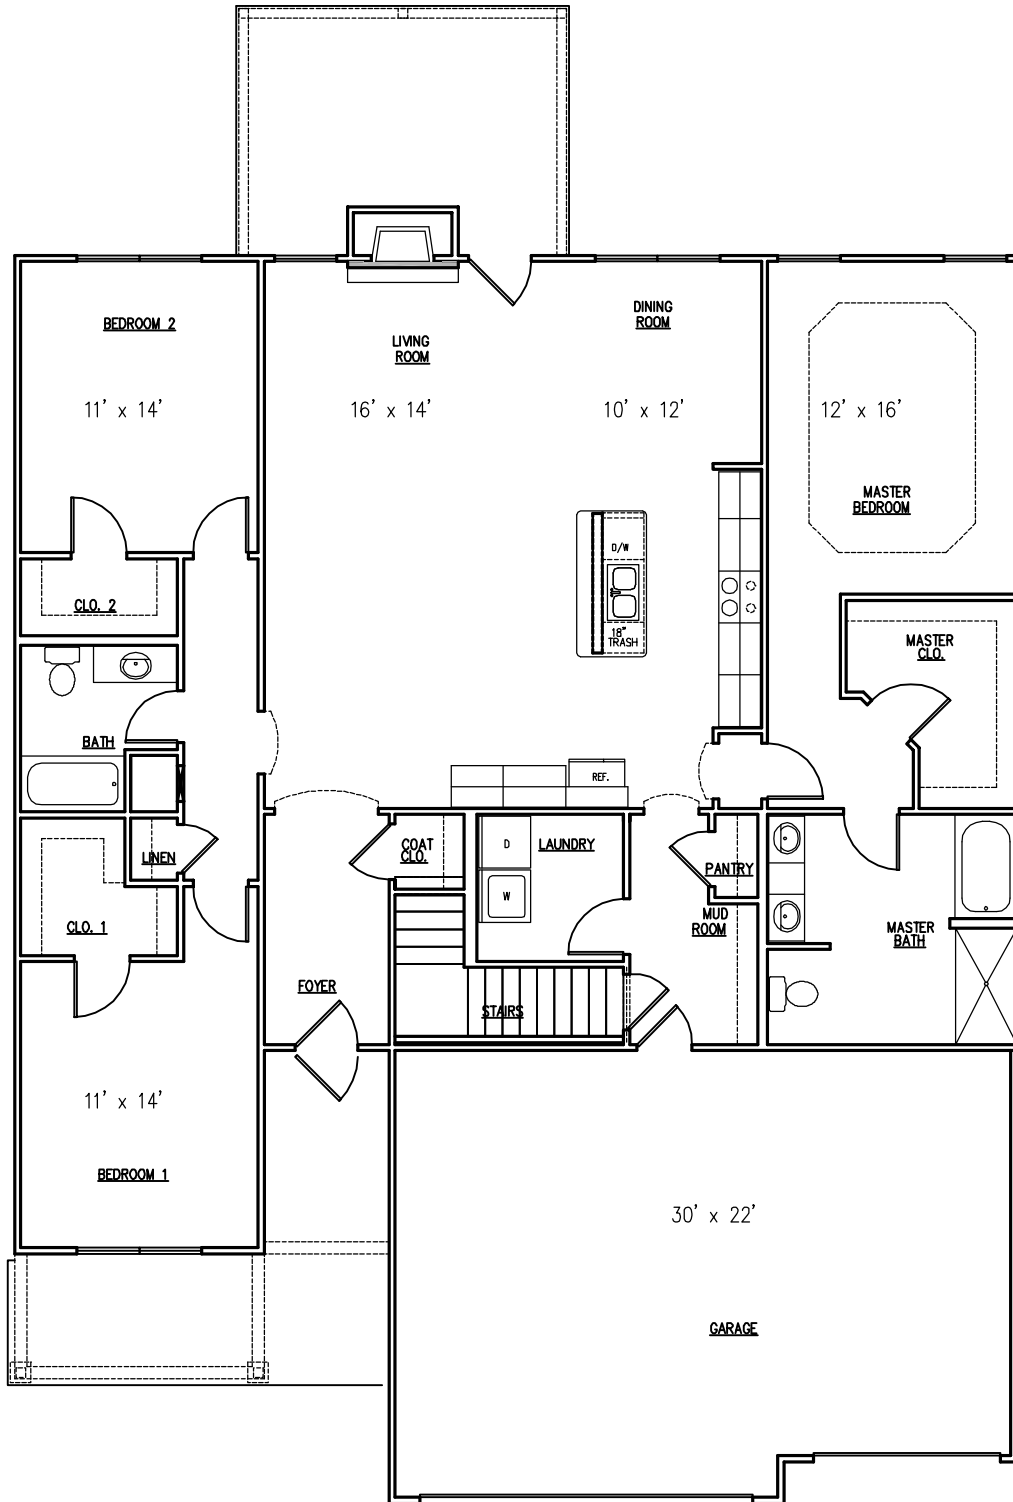 BEDROOM 2
11' x 14'
LIVING
ROOM
16' x 14'
DINING
ROOM
10' x 12'
12' x 16'
MASTER
BEDROOM
D/W
18"
TRASH
CLO. 2
MASTER
CLO.
BATH
REF.
LINEN
COAT
CLO.
D
LAUNDRY
W
PANTRY
MUD
ROOM
CLO. 1
MASTER
BATH
FOYER
STAIRS
11' x 14'
BEDROOM 1
30' x 22'
GARAGE